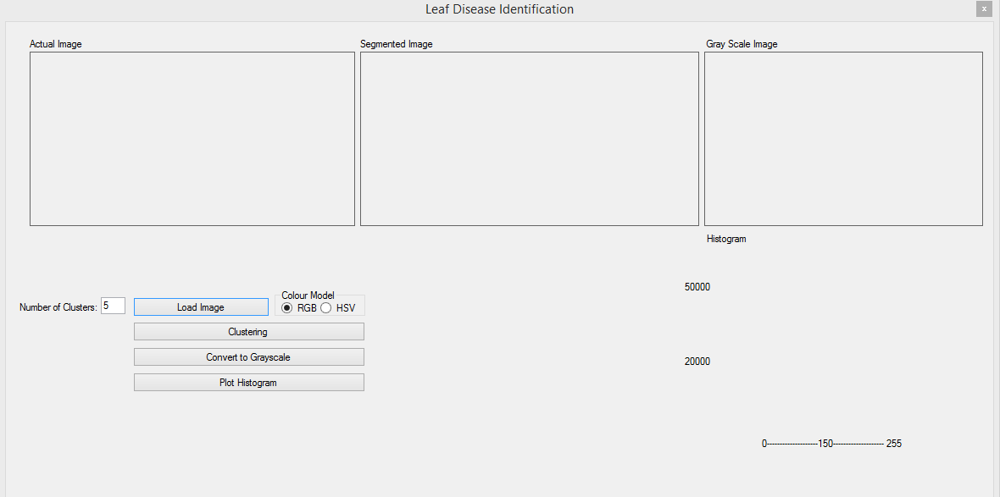 Leaf Disease Identification
x
Actual Image
Segmented Image
Gray Scale Image
Histogram
50000
Number of Clusters: 5
Load Image
Colour Model
RGB HSV
Clustering
Convert to Grayscale
20000
Plot Histogram
0--------------------150-------------------- 255